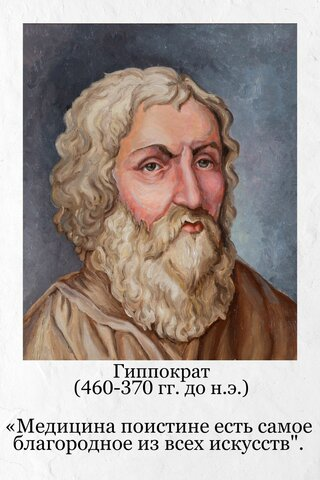 Гиппократ
(460-370 гг. до н.э.)
«Медицина поистине есть самое
благородное из всех искусств".